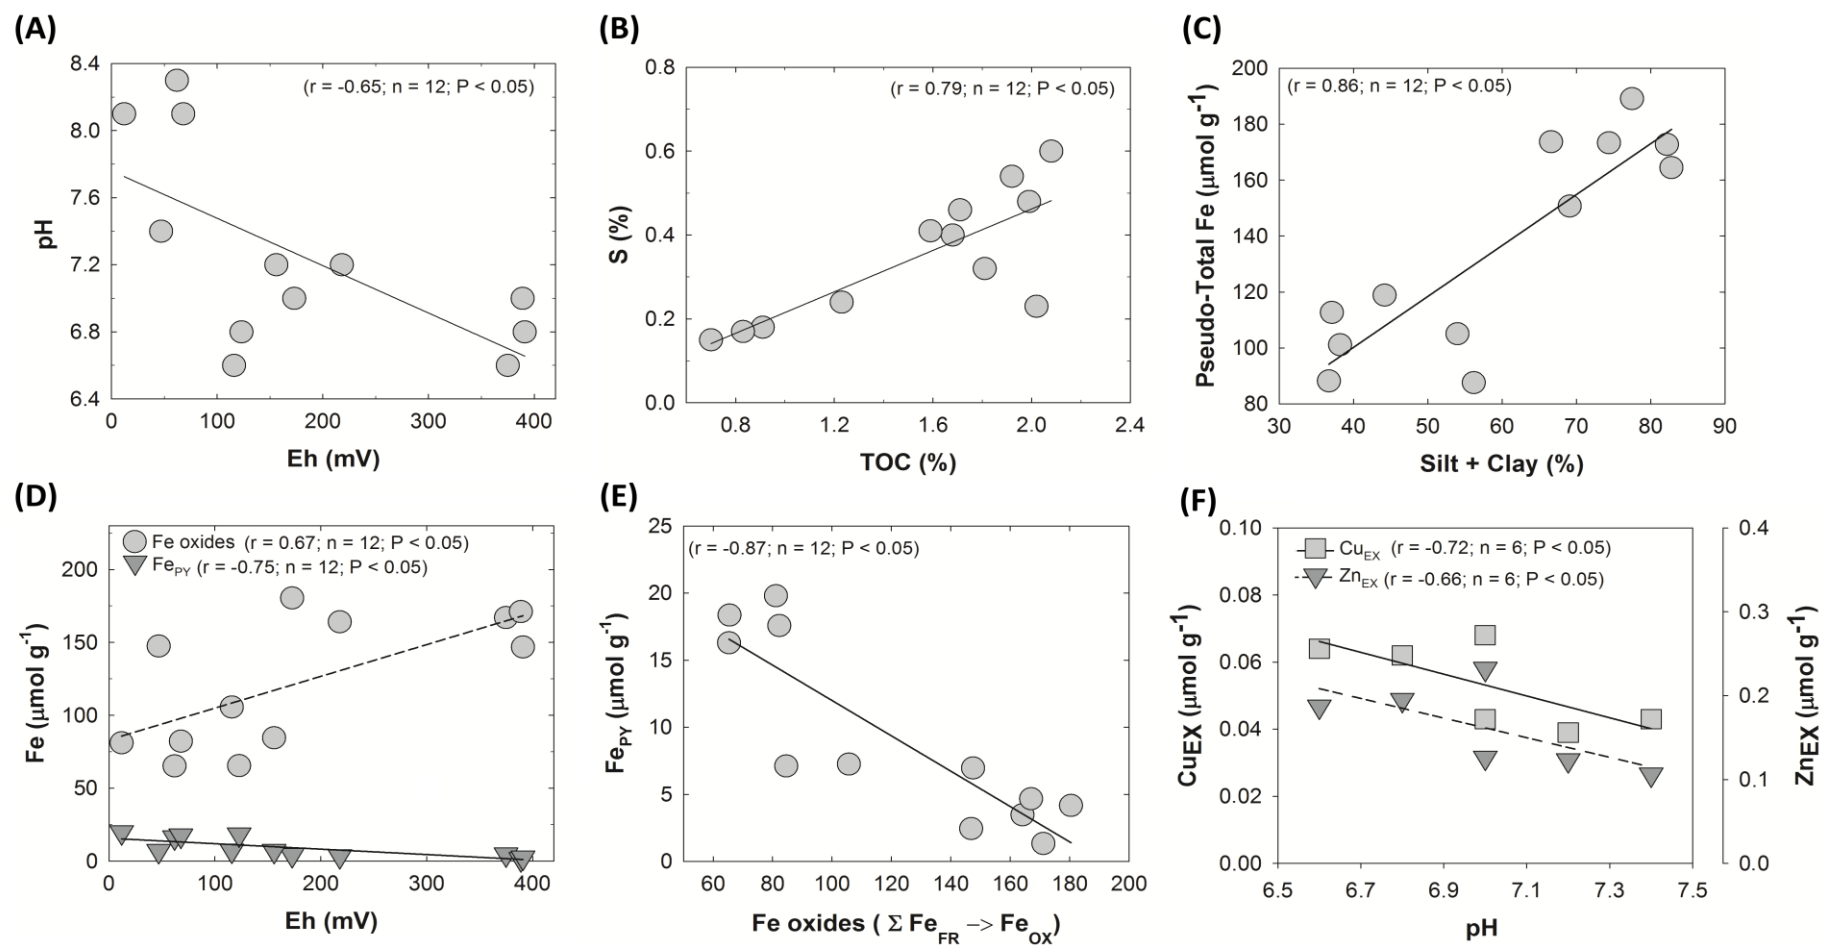 (A)
(r = -0.65; n = 12; P < 0.05)
8.4
8.0
7.6
7.2
6.8
6.4
pH
0 100 200 300 400
Eh (mV)
(B)
(r = 0.79; n = 12; P < 0.05)
0.8
0.6
0.4
0.2
0.0
S (%)
0.8 1.2 1.6 2.0 2.4
TOC (%)
(C)
(r = 0.86; n = 12; P < 0.05)
200
180
160
140
120
100
80
Pseudo-Total Fe (μmol g⁻¹)
30 40 50 60 70 80 90
Silt + Clay (%)
(D)
Fe oxides (r = 0.67; n = 12; P < 0.05)
Fe_PY (r = -0.75; n = 12; P < 0.05)
200
150
100
50
0
Fe (μmol g⁻¹)
0 100 200 300 400
Eh (mV)
(E)
(r = -0.87; n = 12; P < 0.05)
25
20
15
10
5
0
Fe_PY (μmol g⁻¹)
60 80 100 120 140 160 180 200
Fe oxides ( Σ Fe_FR –> Fe_OX)
(F)
Cu_EX (r = -0.72; n = 6; P < 0.05)
Zn_EX (r = -0.66; n = 6; P < 0.05)
0.10
0.08
0.06
0.04
0.02
0.00
CuEX (μmol g⁻¹)
0.4
0.3
0.2
0.1
0.0
ZnEX (μmol g⁻¹)
6.5 6.7 6.9 7.1 7.3 7.5
pH